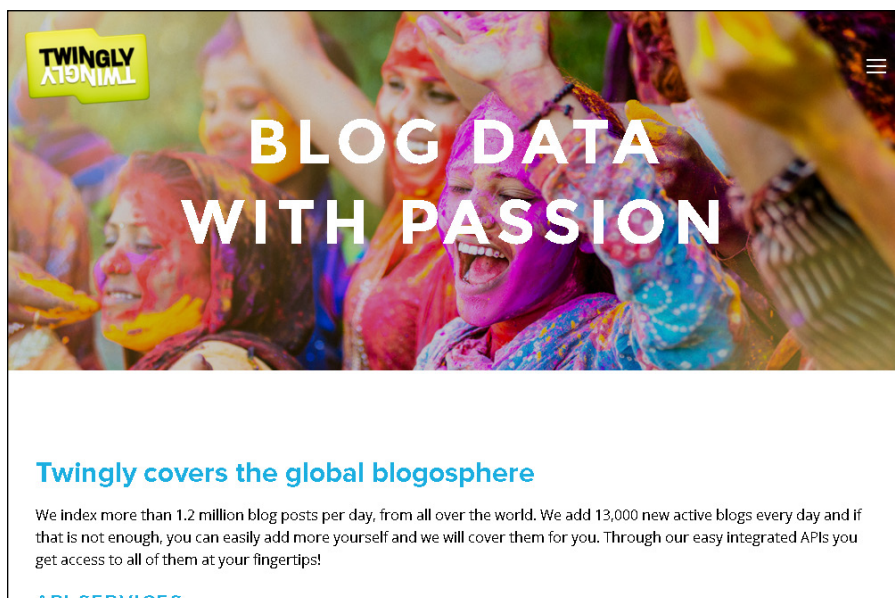 TWINGLY
TWINGLY
BLOG DATA
WITH PASSION
Twingly covers the global blogosphere
We index more than 1.2 million blog posts per day, from all over the world. We add 13,000 new active blogs every day and if
that is not enough, you can easily add more yourself and we will cover them for you. Through our easy integrated APIs you
get access to all of them at your fingertips!
API SERVICES